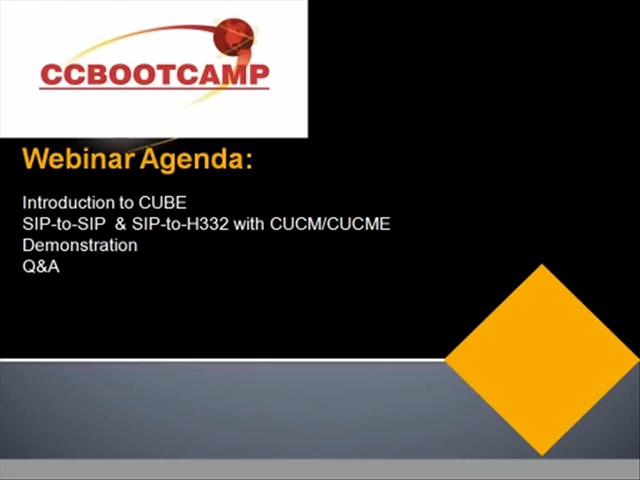 CCBOOTCAMP
Webinar Agenda:
Introduction to CUBE
SIP-to-SIP & SIP-to-H332 with CUCM/CUCME
Demonstration
Q&A